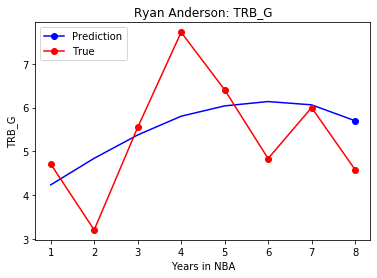 Ryan Anderson: TRB_G
Prediction
True
TRB_G
7
6
5
4
3
1 2 3 4 5 6 7 8
Years in NBA